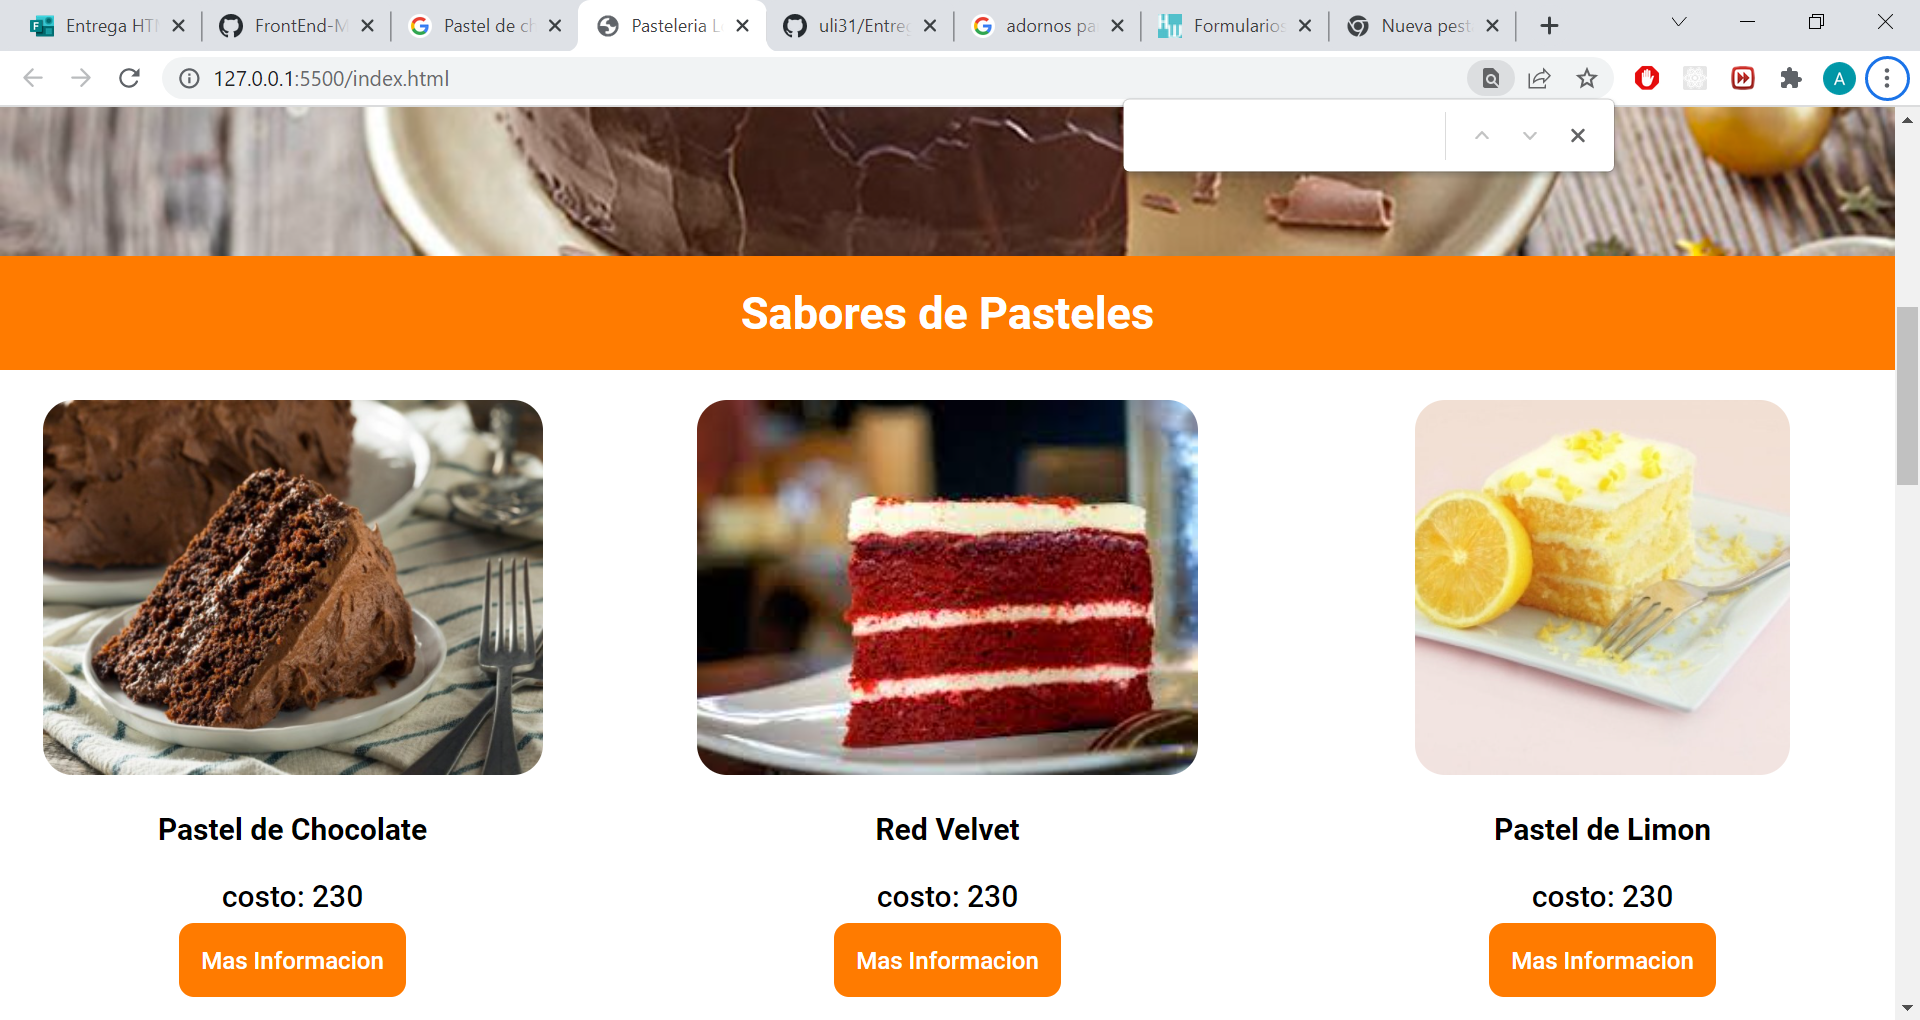 Entrega HT
FrontEnd-M
Pastel de ch
Pasteleria L
uli31/Entreg
adornos pa
Formularios
Nueva pest
127.0.0.1:5500/index.html
A
Sabores de Pasteles
Pastel de Chocolate
Red Velvet
Pastel de Limon
costo: 230
costo: 230
costo: 230
Mas Informacion
Mas Informacion
Mas Informacion